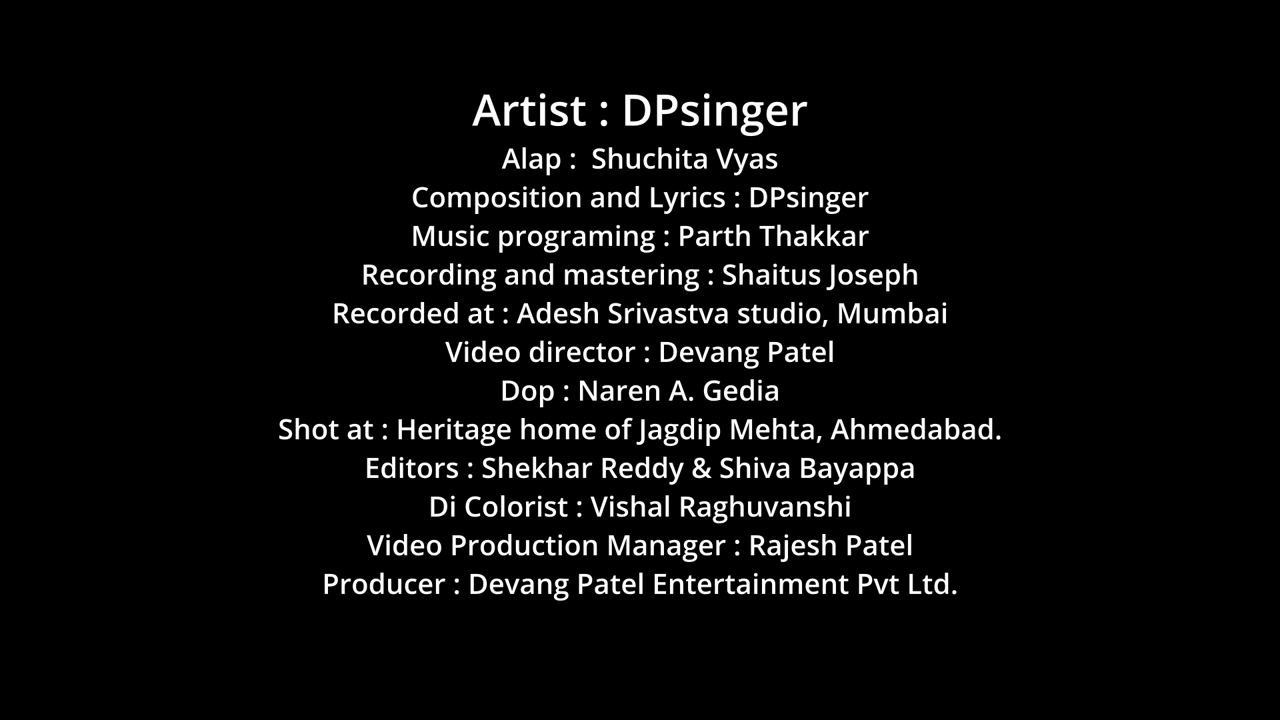 Artist : DPsinger
Alap :  Shuchita Vyas
Composition and Lyrics : DPsinger
Music programing : Parth Thakkar
Recording and mastering : Shaitus Joseph
Recorded at : Adesh Srivastva studio, Mumbai
Video director : Devang Patel
Dop : Naren A. Gedia
Shot at : Heritage home of Jagdip Mehta, Ahmedabad.
Editors : Shekhar Reddy & Shiva Bayappa
Di Colorist : Vishal Raghuvanshi
Video Production Manager : Rajesh Patel
Producer : Devang Patel Entertainment Pvt Ltd.